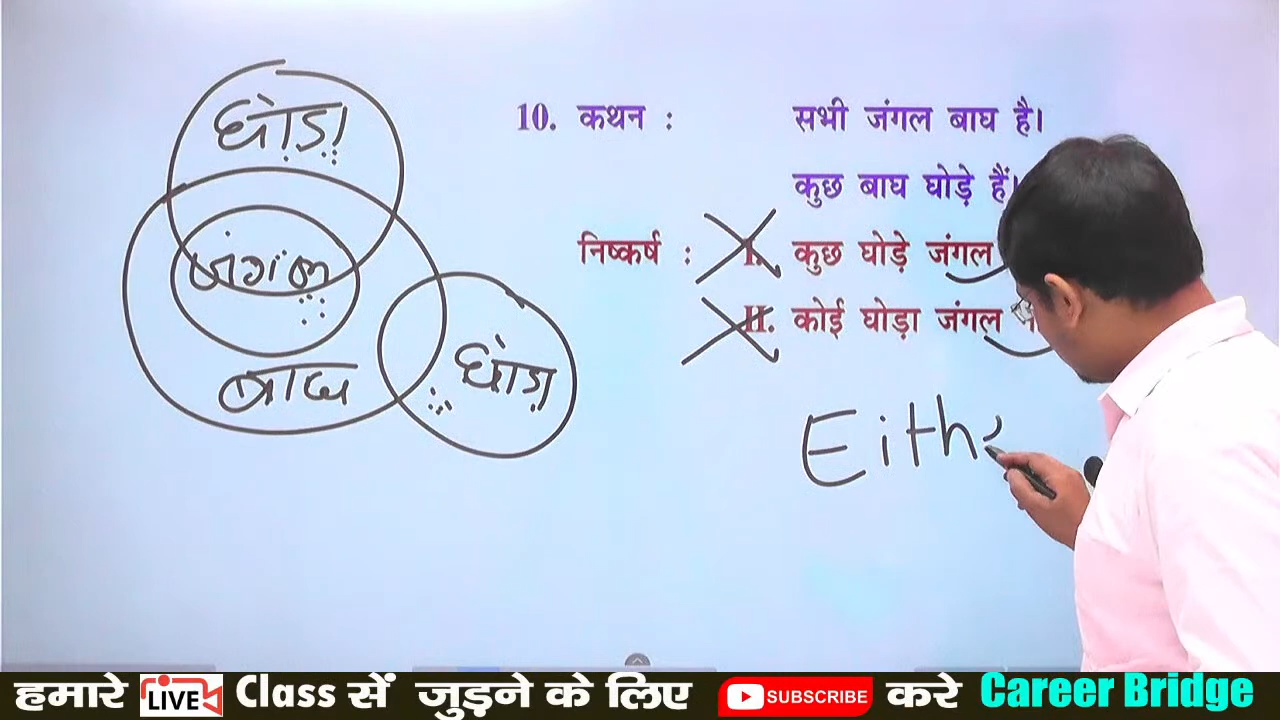 घोड़ा
जंगल
बाघ
घोड़ा
10. कथन : सभी जंगल बाघ है।
कुछ बाघ घोड़े हैं।
निष्कर्ष : I. कुछ घोड़े जंगल
II. कोई घोड़ा जंगल
Eith
हमारे LIVE Class सें जुड़ने के लिए SUBSCRIBE करे Career Bridge